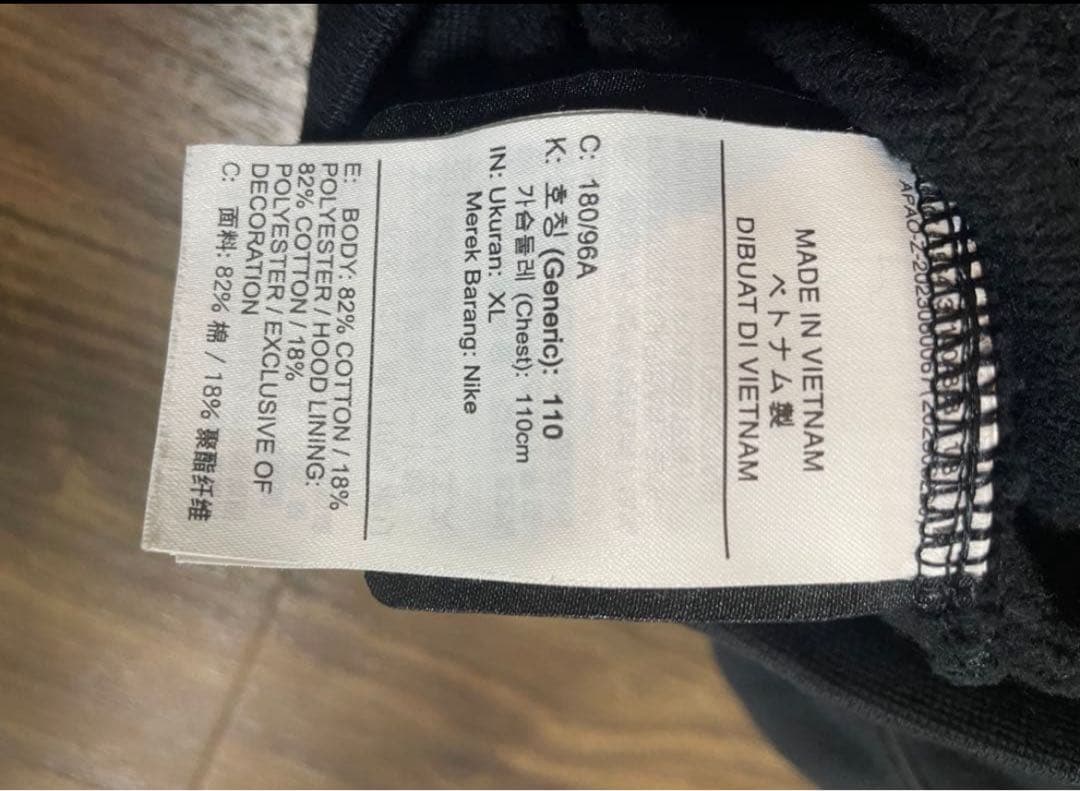 APAO-Z-2023080067
MADE IN VIETNAM
ベトナム製
DIBUAT DI VIETNAM
C: 180/96A
K: 호칭 (Generic): 110
가슴둘레 (Chest): 110cm
IN: Ukuran: XL
Merek Barang: Nike
E: BODY: 82% COTTON / 18%
POLYESTER / HOOD LINING:
82% COTTON / 18%
POLYESTER / EXCLUSIVE OF
DECORATION
C: 面料: 82% 棉 / 18% 聚酯纤维